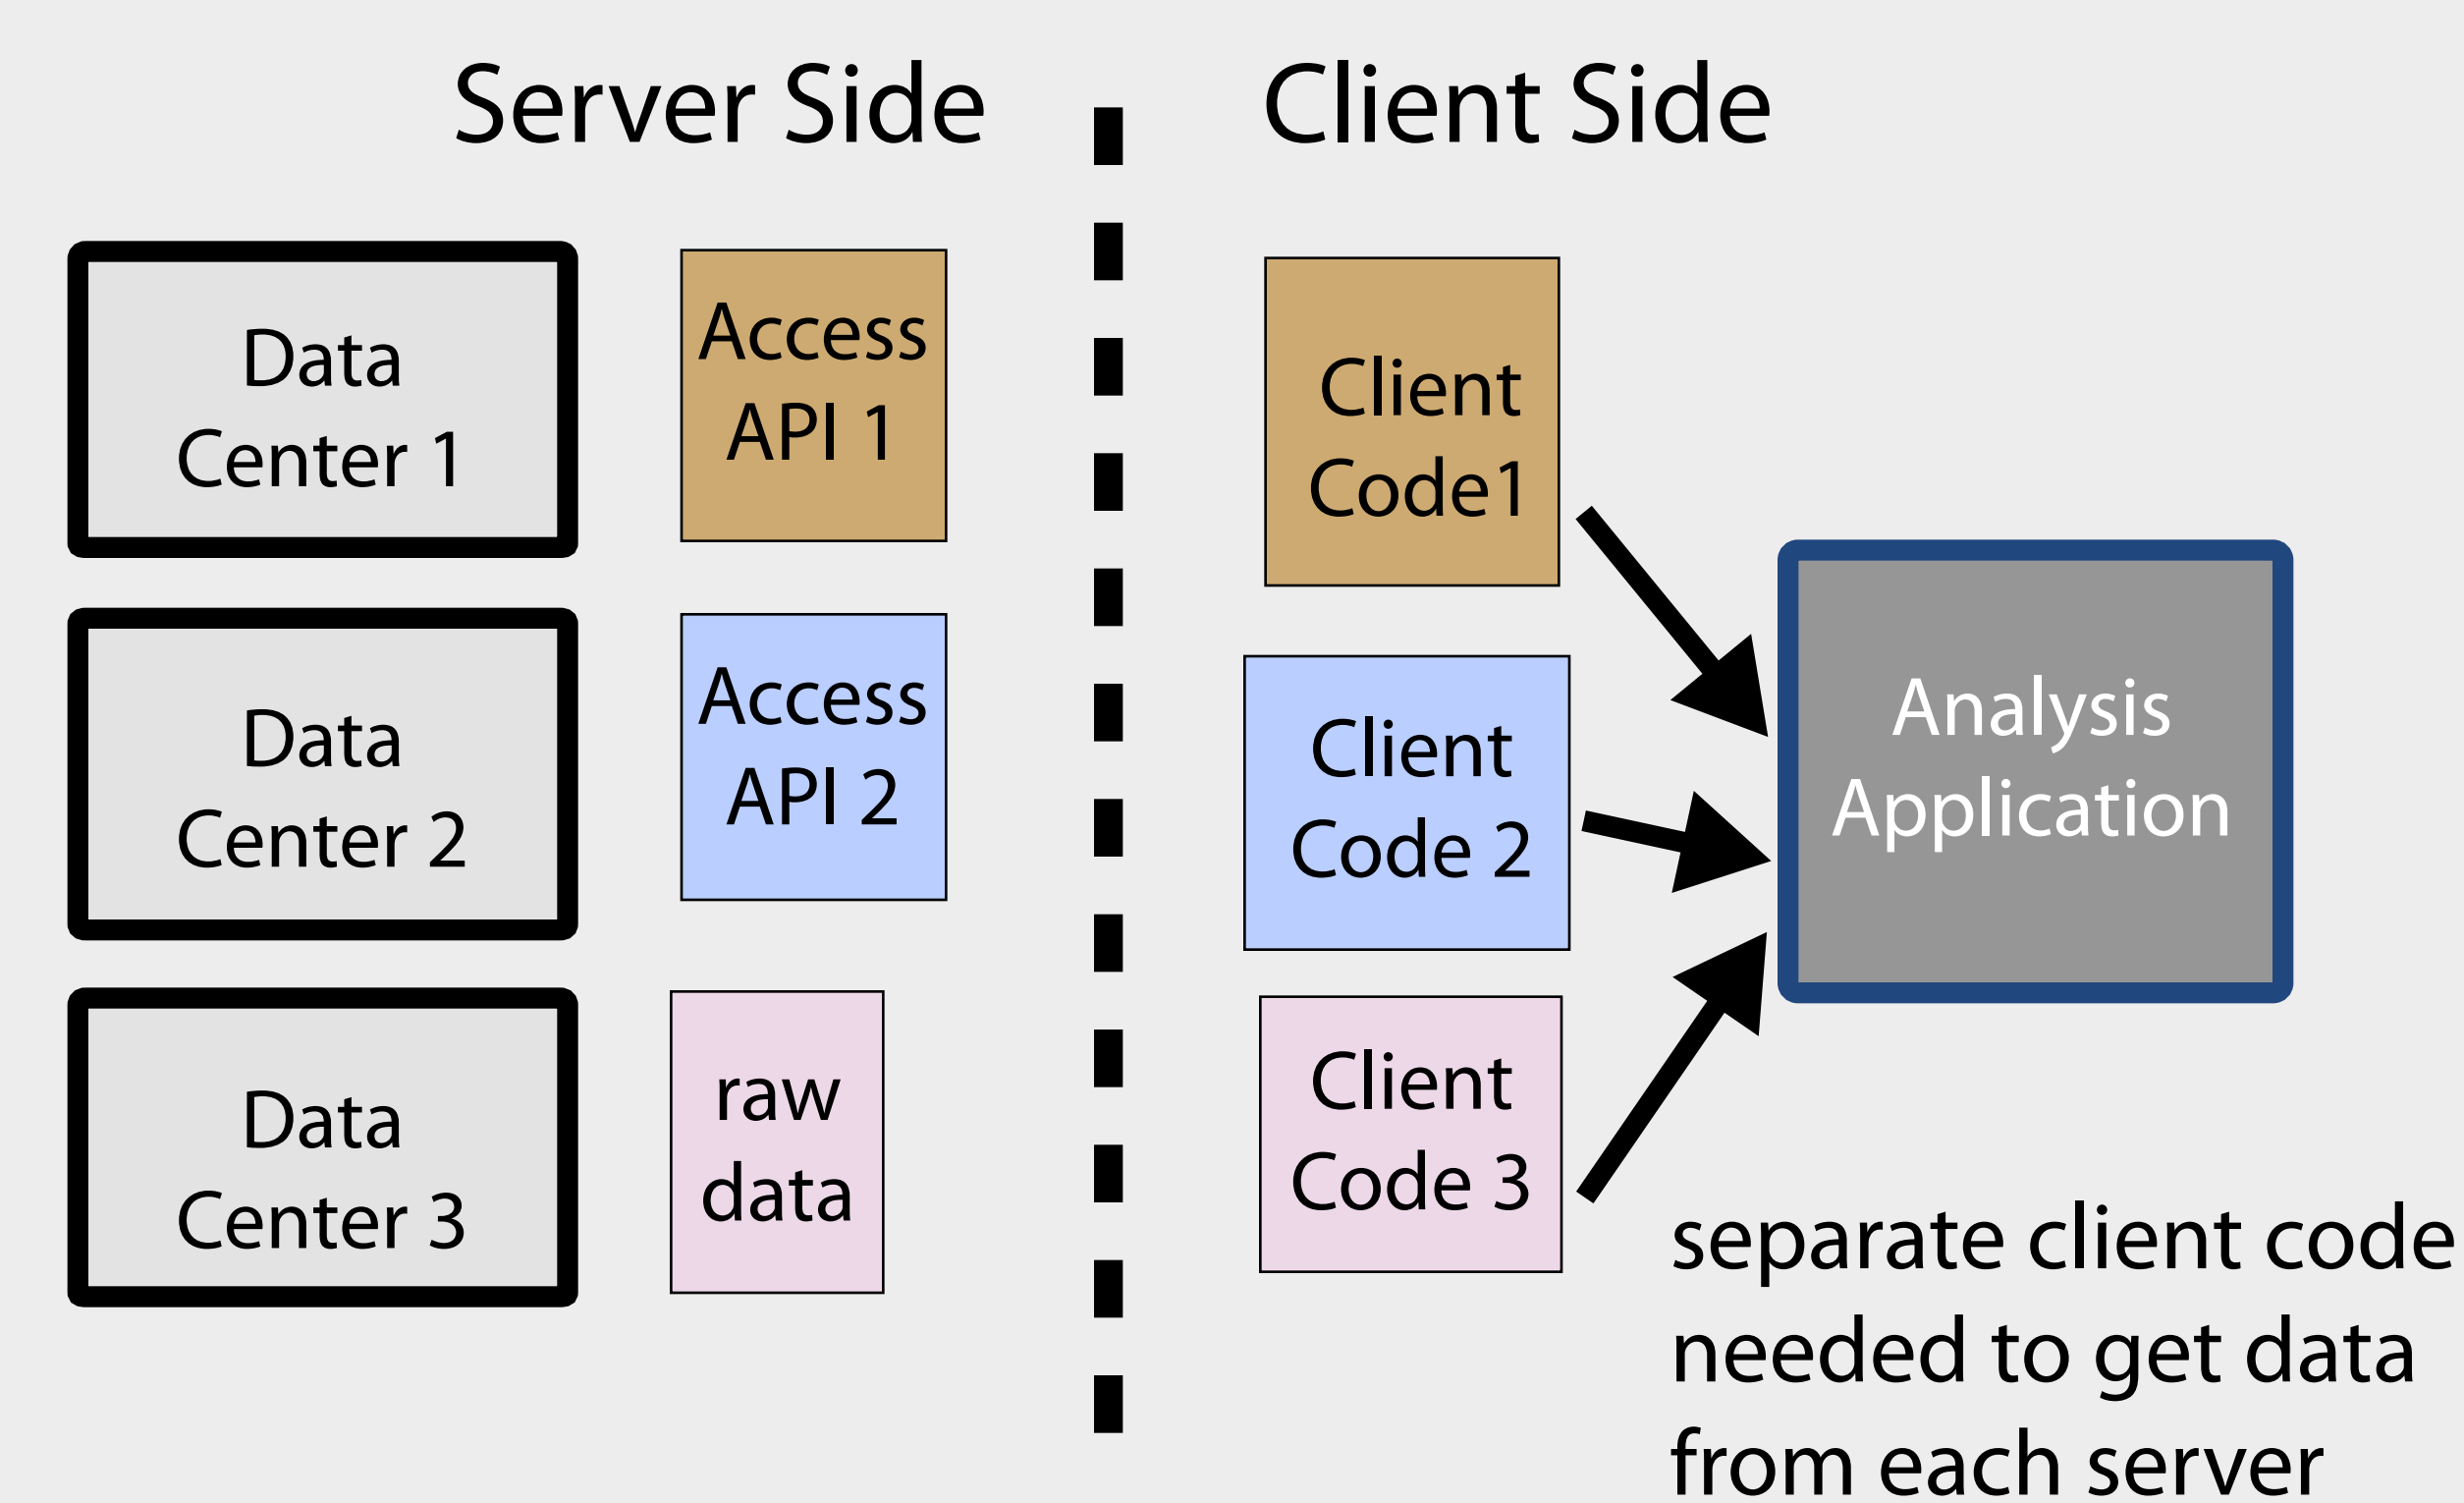 Server Side
Client Side
Data
Center 1
Access
API 1
Client
Code1
Data
Center 2
Access
API 2
Client
Code 2
Analysis
Application
Data
Center 3
raw
data
Client
Code 3
separate client code
needed to get data
from each server